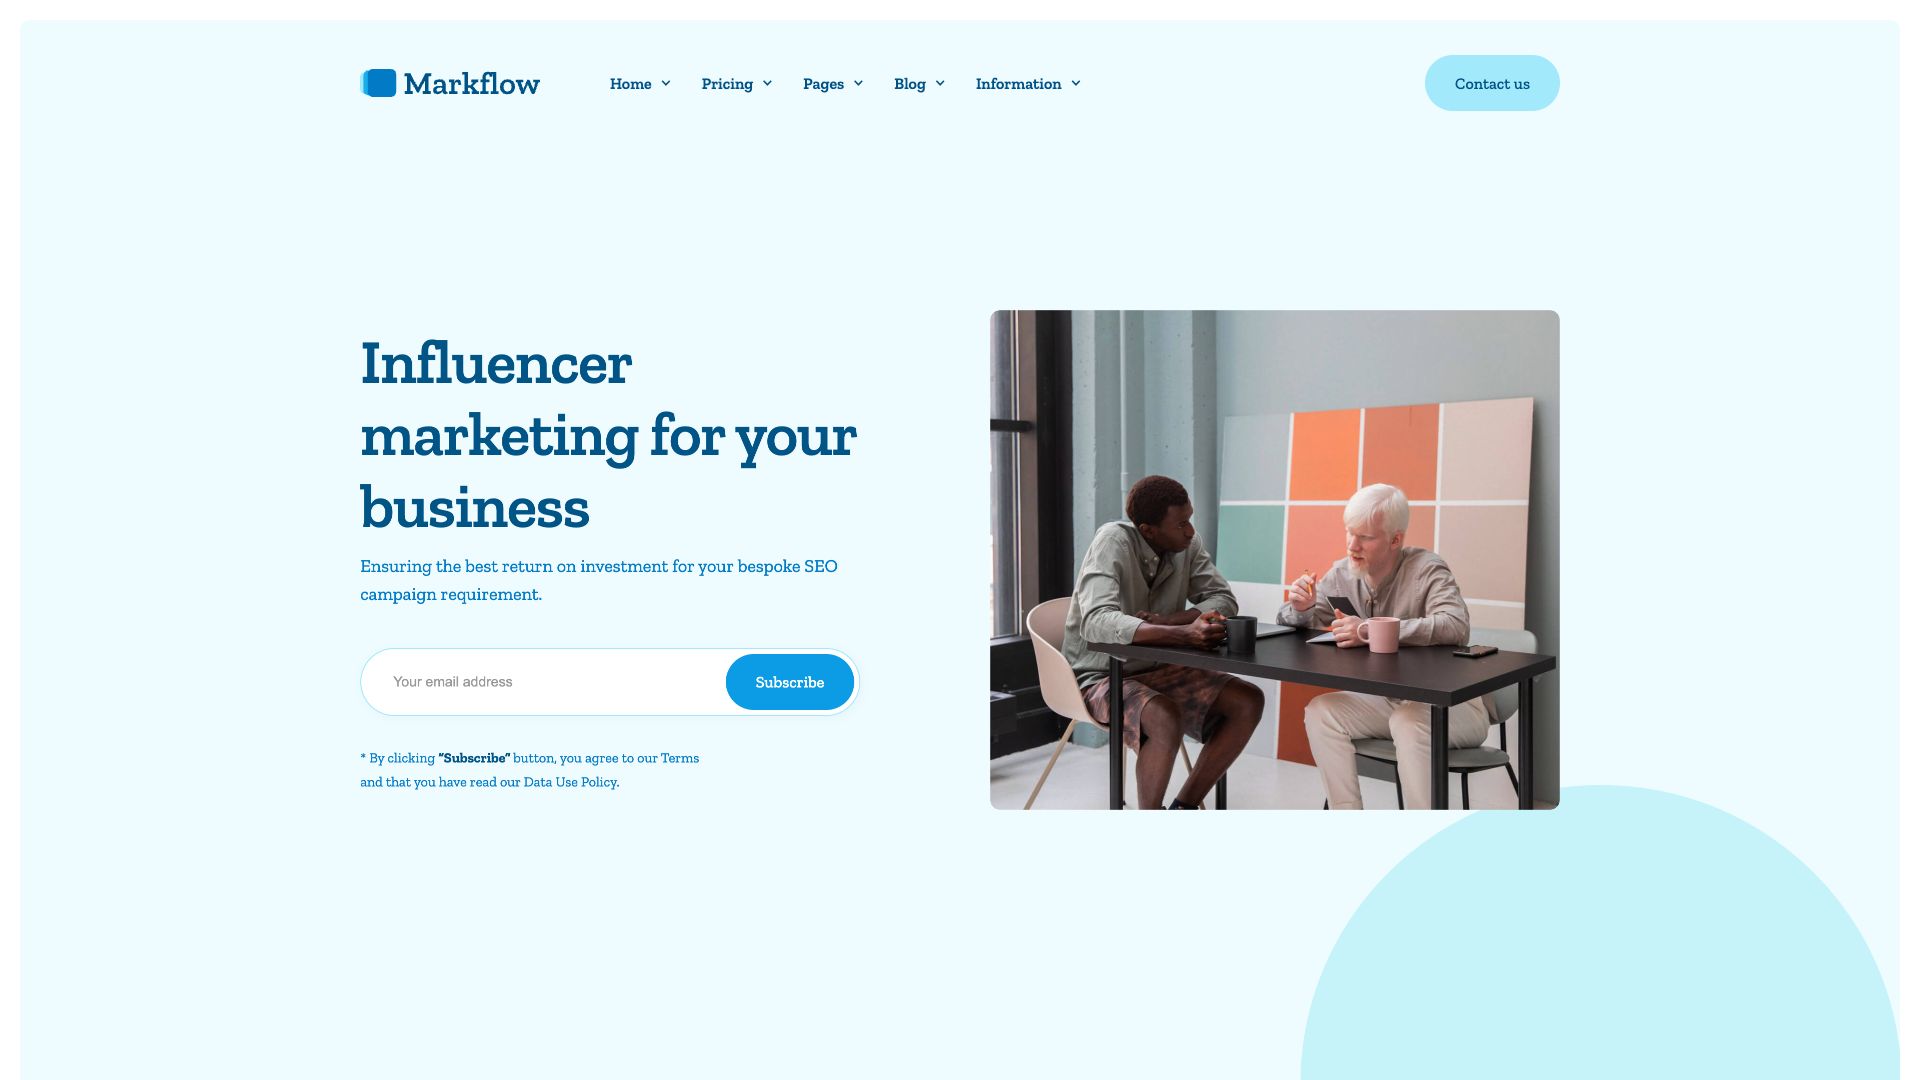 Markflow
Home
Pricing
Pages
Blog
Information
Contact us
Influencer
marketing for your
business
Ensuring the best return on investment for your bespoke SEO
campaign requirement.
Your email address
Subscribe
* By clicking “Subscribe” button, you agree to our Terms
and that you have read our Data Use Policy.